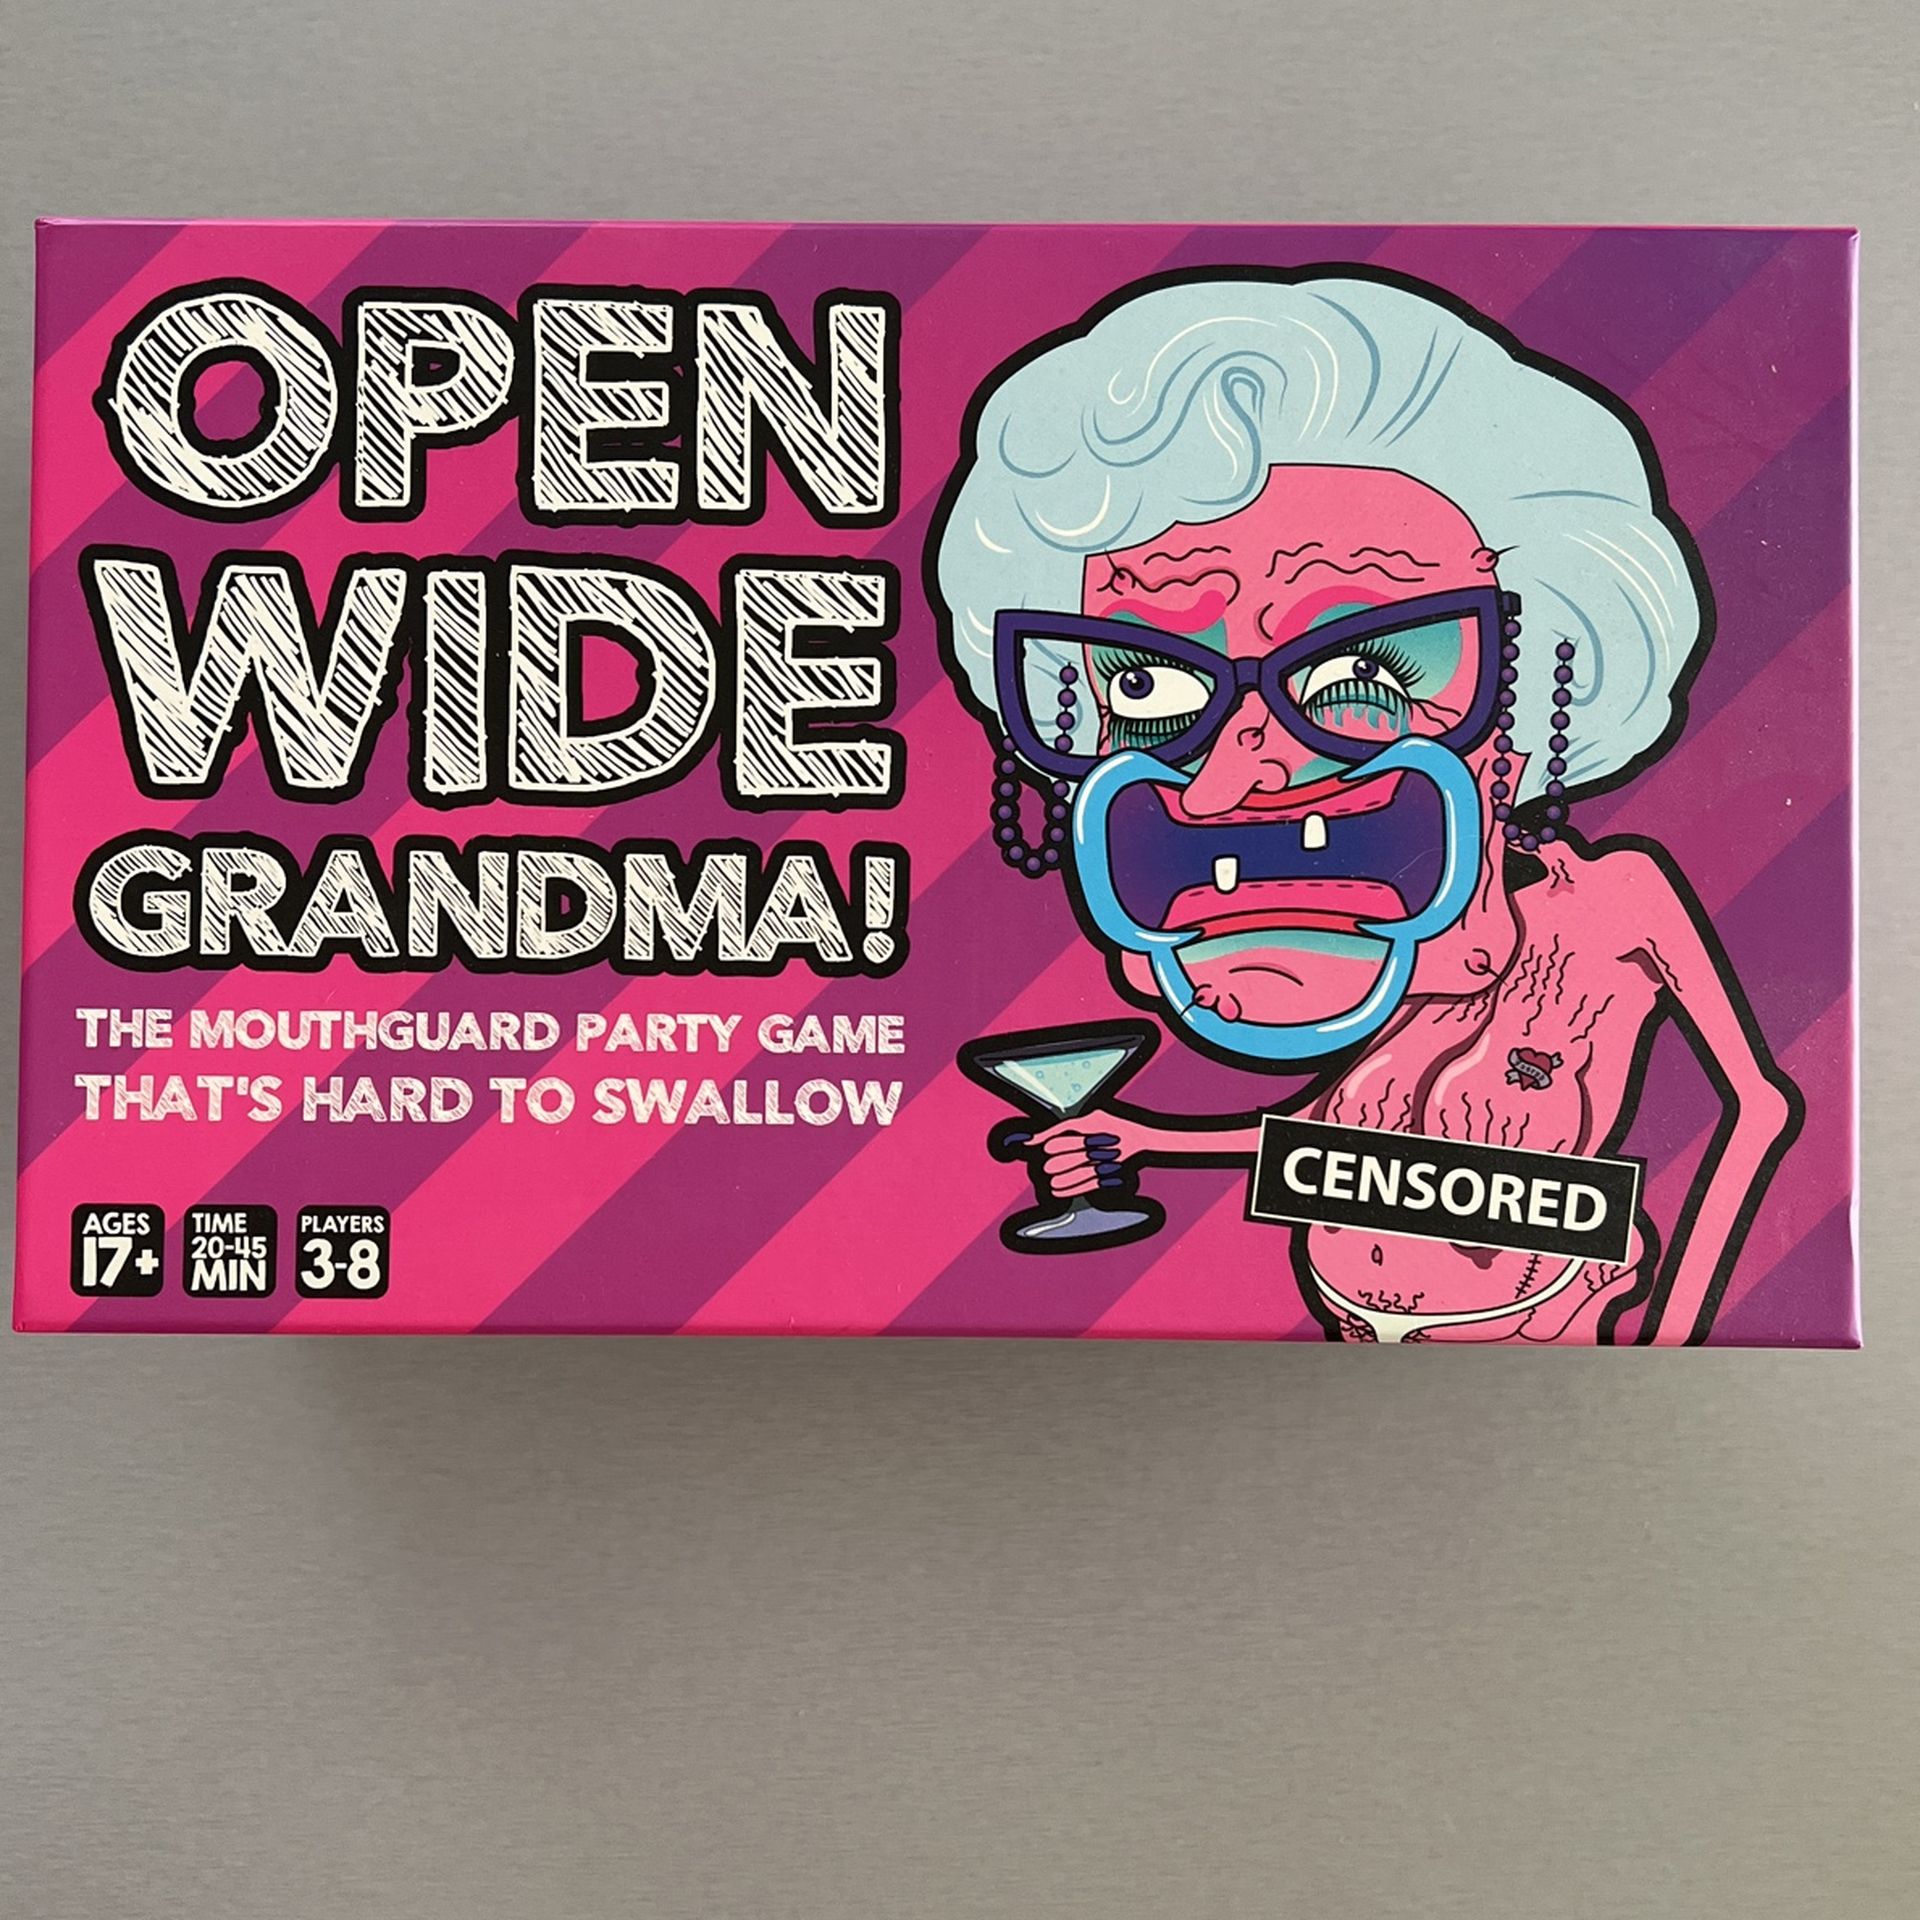 OPEN
WIDE
GRANDMA!
THE MOUTHGUARD PARTY GAME
THAT'S HARD TO SWALLOW
AGES
17+
TIME
20-45
MIN
PLAYERS
3-8
CENSORED